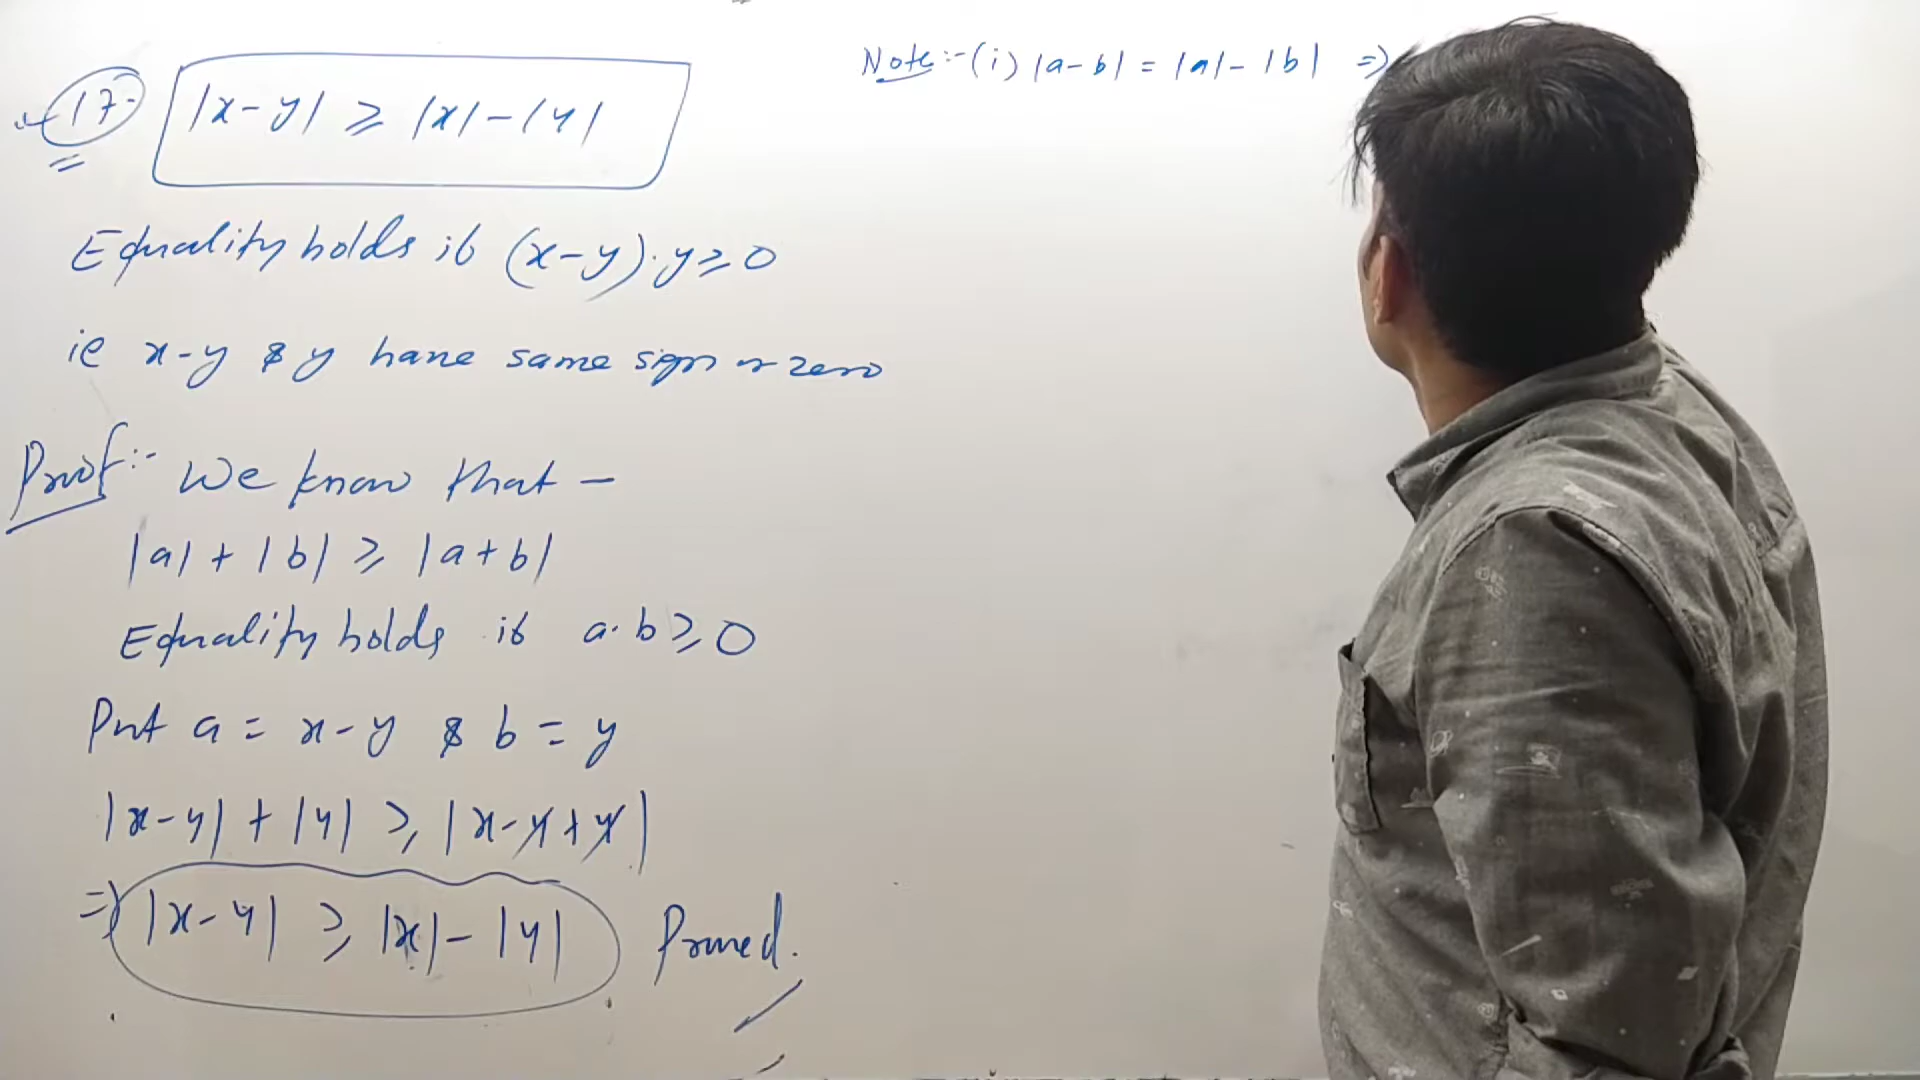 17. |x-y| ≥ |x|-|y|
Equality holds if (x-y).y≥0
ie x-y & y have same sign or zero
Proof:- We know that -
|a| + |b| ≥ |a+b|
Equality holds if a.b≥0
Put a = x-y & b = y
|x-y| + |y| ≥ |x-y+y|
=> |x-y| ≥ |x|-|y| Proved.
Note:-(i) |a-b| = |a|-|b| =>